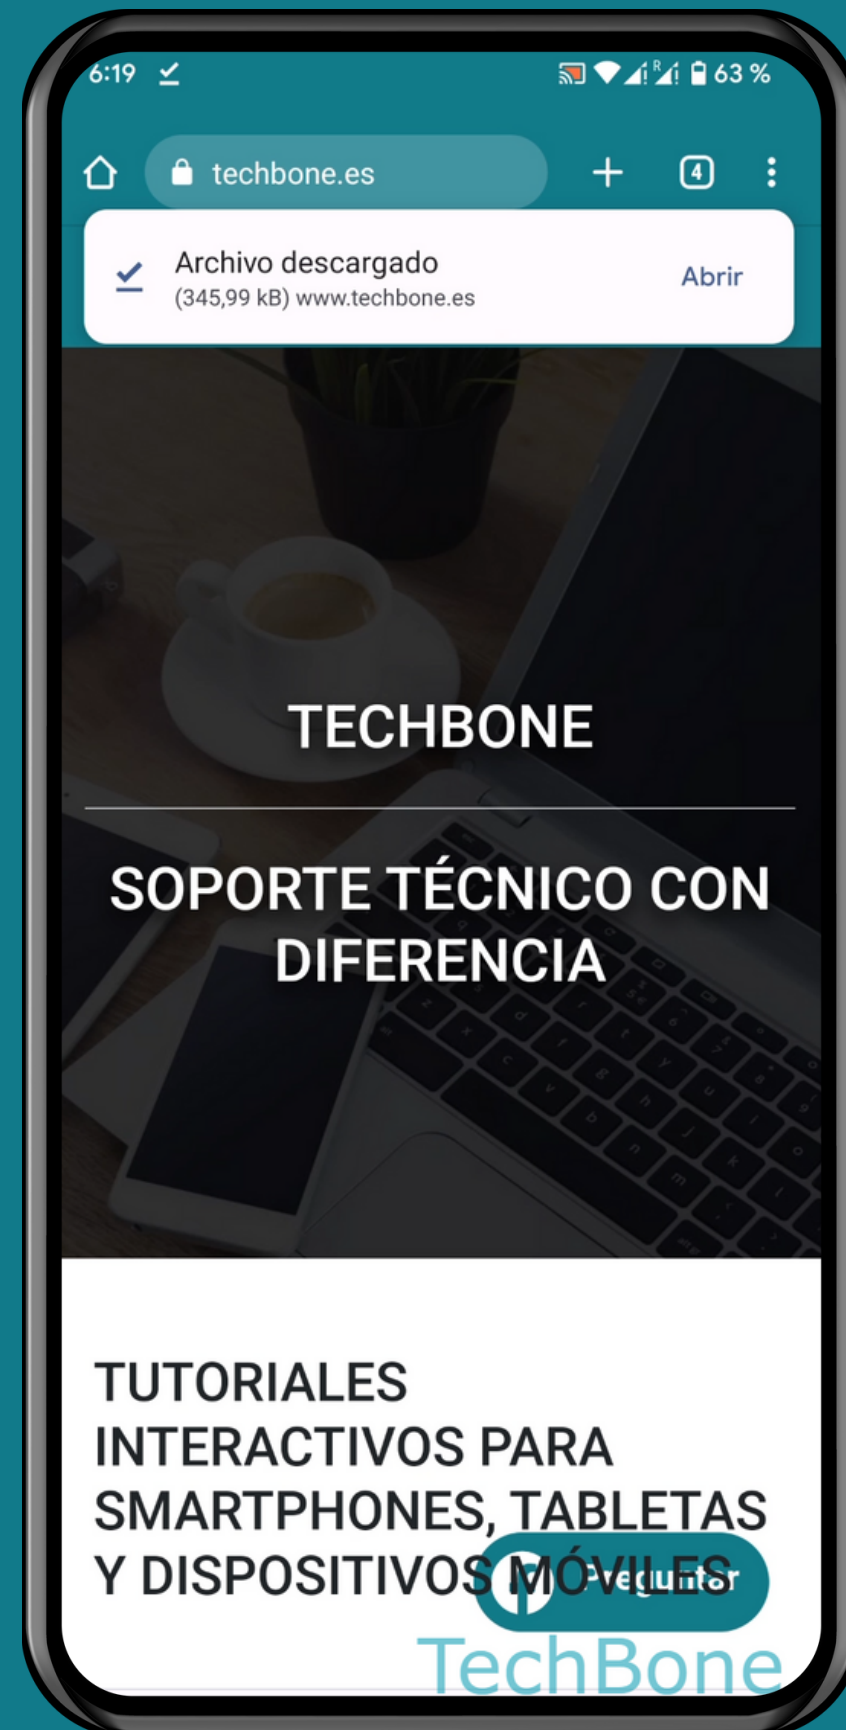 6:19
R
63 %
techbone.es
4
Archivo descargado
Abrir
(345,99 kB) www.techbone.es
TECHBONE
SOPORTE TÉCNICO CON
DIFERENCIA
TUTORIALES
INTERACTIVOS PARA
SMARTPHONES, TABLETAS
Y DISPOSITIVOS MÓVILES
Preguntar
TechBone